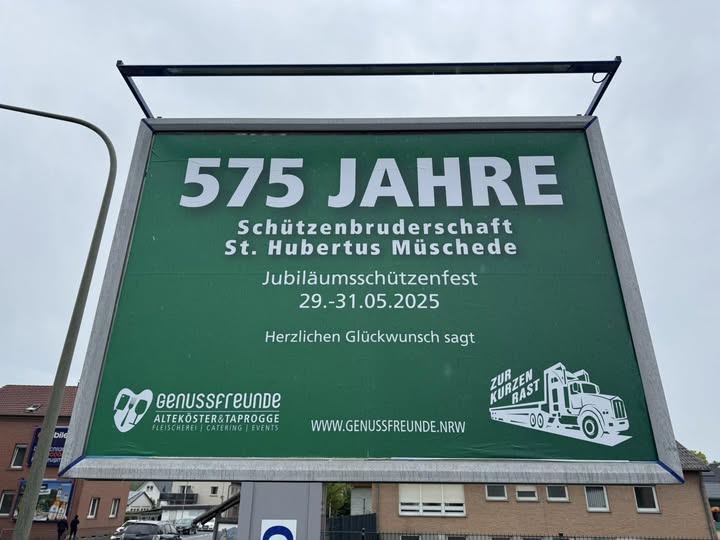 575 JAHRE
Schützenbruderschaft
St. Hubertus Müschede
Jubiläumsschützenfest
29.-31.05.2025
Herzlichen Glückwunsch sagt
GENUSSFREUNDE
ALTEKÖSTER&TAPROGGE
FLEISCHEREI | CATERING | EVENTS
WWW.GENUSSFREUNDE.NRW
ZUR
KURZEN
RAST